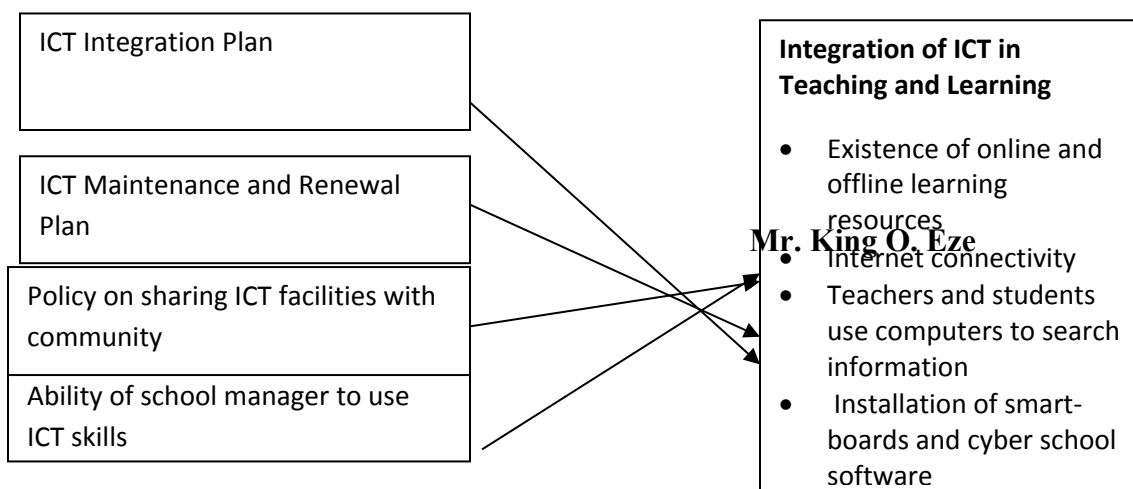 ICT Integration Plan
ICT Maintenance and Renewal
Plan
Policy on sharing ICT facilities with
community
Ability of school manager to use
ICT skills
Integration of ICT in
Teaching and Learning
• Existence of online and
offline learning
resources
Mr. King O. Eze
• Internet connectivity
• Teachers and students
use computers to search
information
• Installation of smart-
boards and cyber school
software